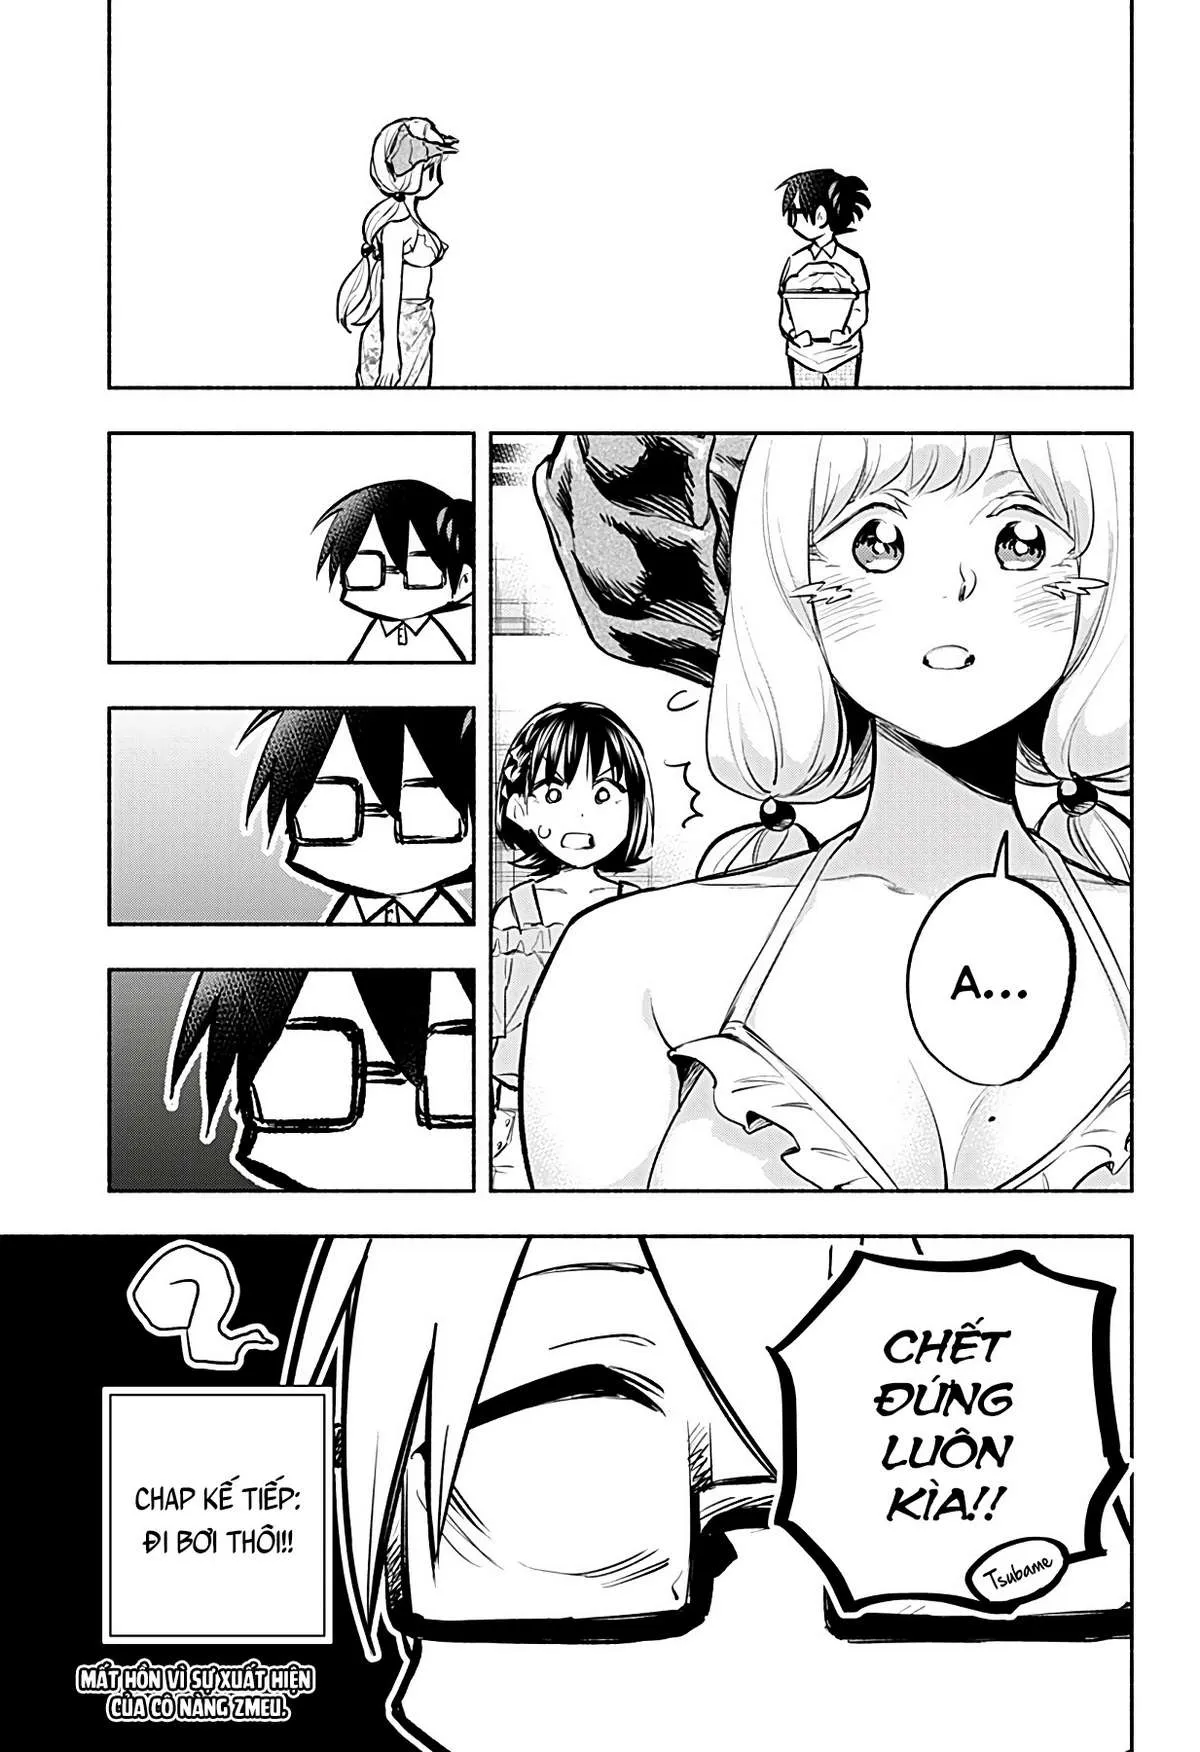 A...
CHẾT
ĐỨNG
LUÔN
KÌA!!
Tsubame
CHAP KẾ TIẾP:
ĐI BƠI THÔI!!
MẤT HỒN VÌ SỰ XUẤT HIỆN
CỦA CÔ NÀNG ZMEU.